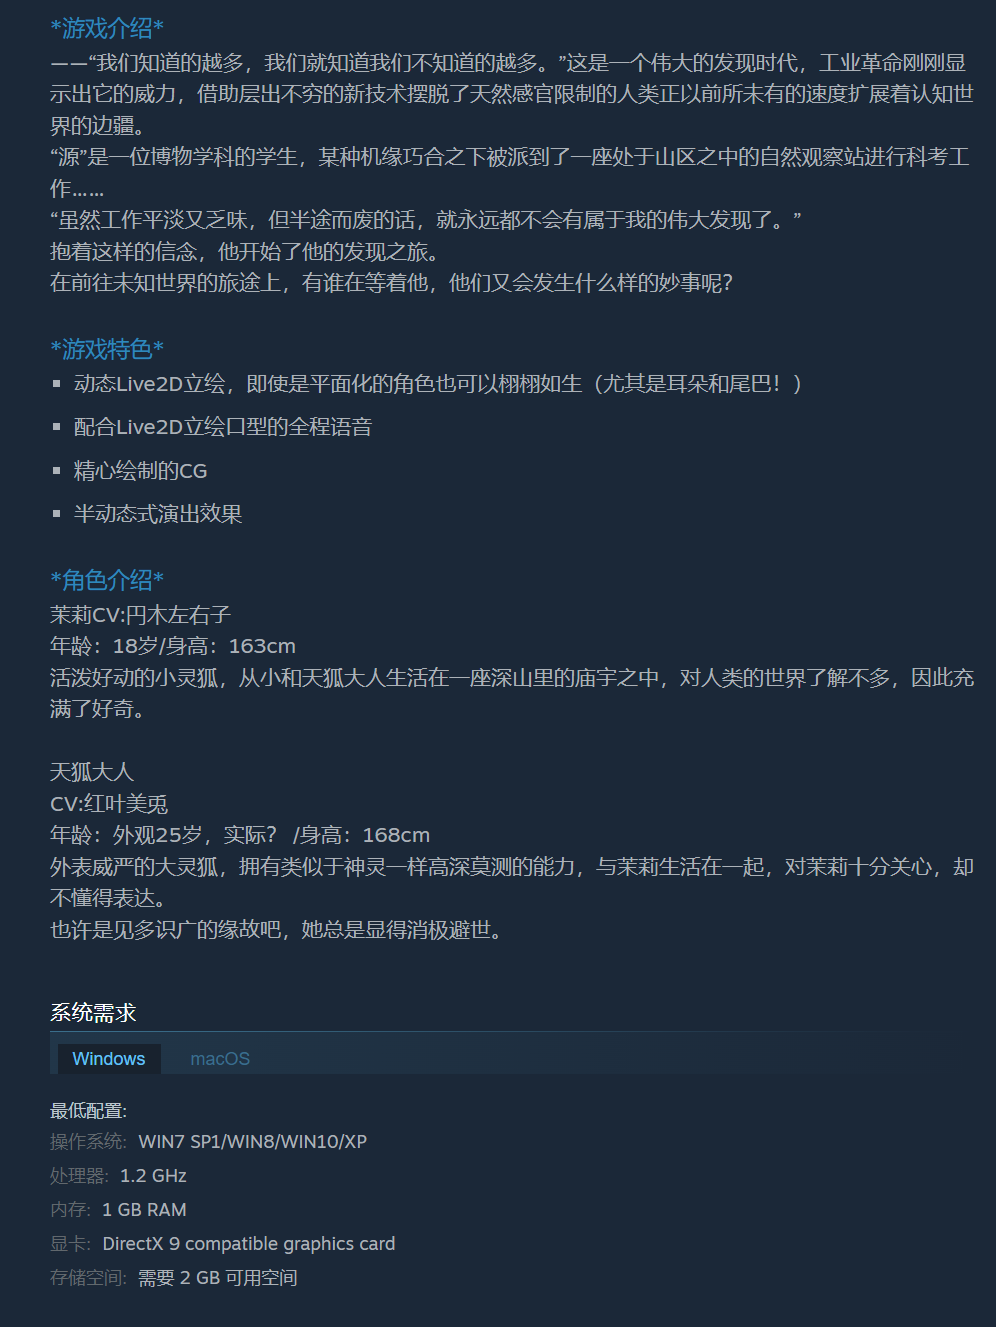 *游戏介绍*
——“我们知道的越多，我们就知道我们不知道的越多。”这是一个伟大的发现时代，工业革命刚刚显
示出它的威力，借助层出不穷的新技术摆脱了天然感官限制的人类正以前所未有的速度扩展着认知世
界的边疆。
“源”是一位博物学科的学生，某种机缘巧合之下被派到了一座处于山区之中的自然观察站进行科考工
作……
“虽然工作平淡又乏味，但半途而废的话，就永远都不会有属于我的伟大发现了。”
抱着这样的信念，他开始了他的发现之旅。
在前往未知世界的旅途上，有谁在等着他，他们又会发生什么样的妙事呢？

*游戏特色*
▪ 动态Live2D立绘，即使是平面化的角色也可以栩栩如生（尤其是耳朵和尾巴！）
▪ 配合Live2D立绘口型的全程语音
▪ 精心绘制的CG
▪ 半动态式演出效果

*角色介绍*
茉莉CV:円木左右子
年龄：18岁/身高：163cm
活泼好动的小灵狐，从小和天狐大人生活在一座深山里的庙宇之中，对人类的世界了解不多，因此充
满了好奇。

天狐大人
CV:红叶美兎
年龄：外观25岁，实际？ /身高：168cm
外表威严的大灵狐，拥有类似于神灵一样高深莫测的能力，与茉莉生活在一起，对茉莉十分关心，却
不懂得表达。
也许是见多识广的缘故吧，她总是显得消极避世。

系统需求
Windows macOS
最低配置:
操作系统: WIN7 SP1/WIN8/WIN10/XP
处理器: 1.2 GHz
内存: 1 GB RAM
显卡: DirectX 9 compatible graphics card
存储空间: 需要 2 GB 可用空间